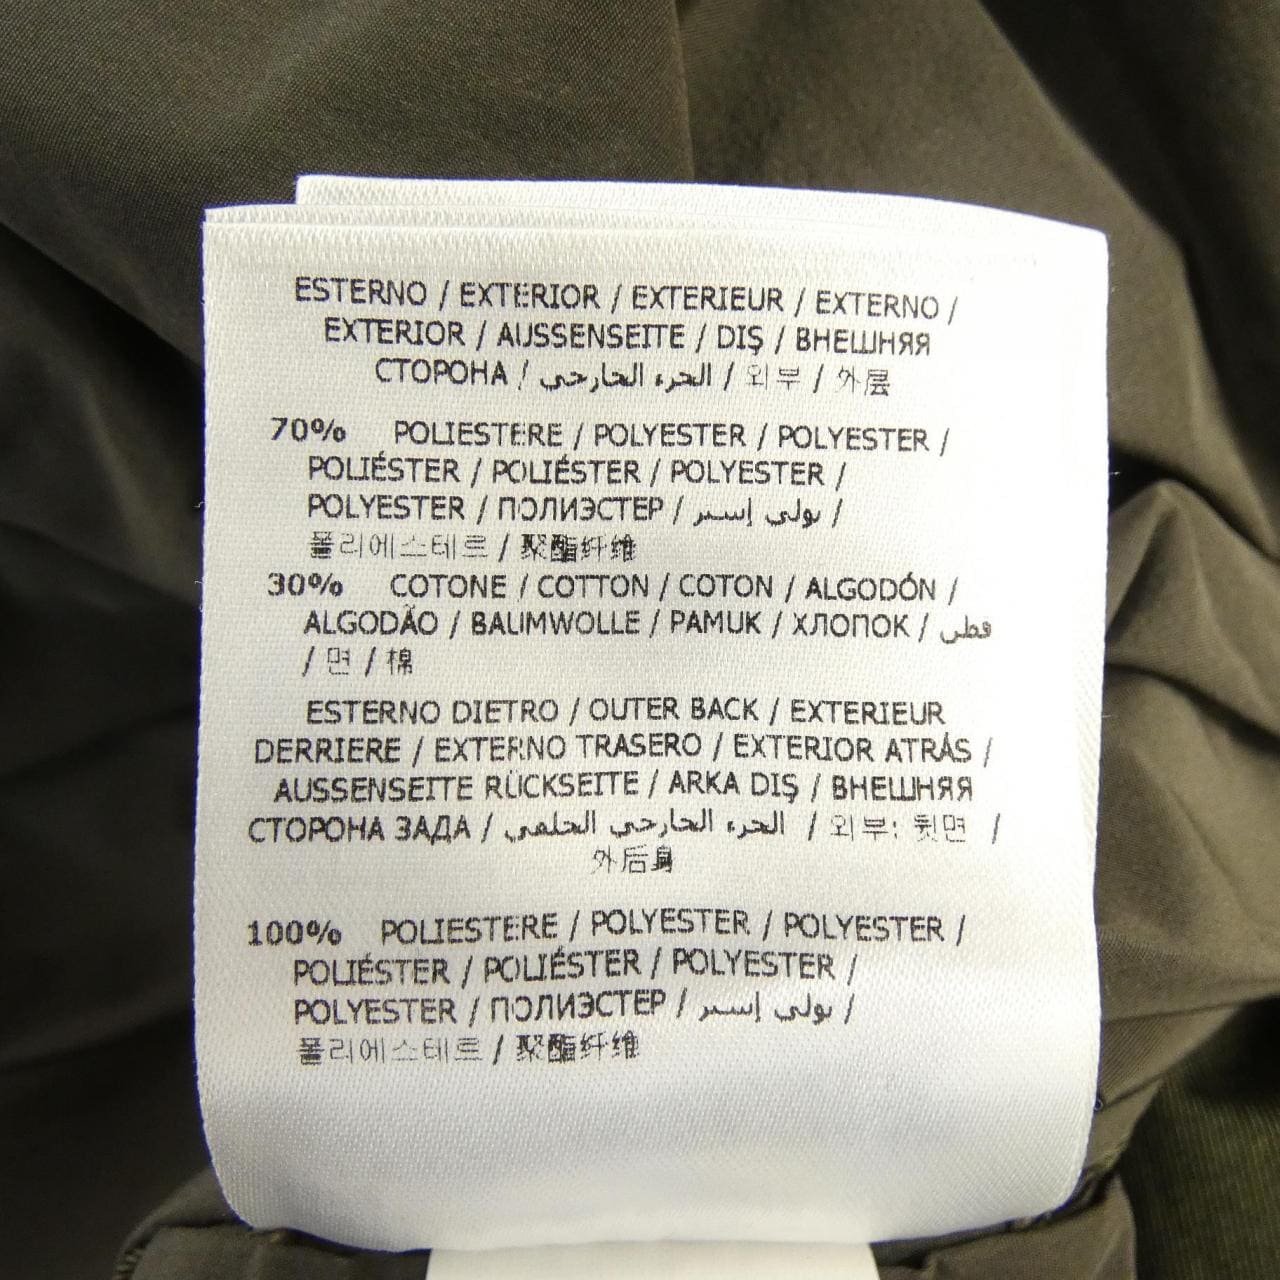 ESTERNO / EXTERIOR / EXTERIEUR / EXTERNO /
EXTERIOR / AUSSENSEITE / DIŞ / ВНЕШНЯЯ
СТОРОНА / الجزء الخارجي / 외부 / 外层
70% POLIESTERE / POLYESTER / POLYESTER /
POLIÉSTER / POLIÉSTER / POLYESTER /
POLYESTER / ПОЛИЭСТЕР / بولي إستر /
폴리에스테르 / 聚酯纤维
30% COTONE / COTTON / COTON / ALGODÓN /
ALGODÃO / BAUMWOLLE / PAMUK / ХЛОПОК / قطن
/ 면 / 棉
ESTERNO DIETRO / OUTER BACK / EXTERIEUR
DERRIERE / EXTERNO TRASERO / EXTERIOR ATRÁS /
AUSSENSEITE RÜCKSEITE / ARKA DIŞ / ВНЕШНЯЯ
СТОРОНА ЗАДА / الجزء الخارجي الخلفي / 외부: 뒷면 /
外后身
100% POLIESTERE / POLYESTER / POLYESTER /
POLIÉSTER / POLIÉSTER / POLYESTER /
POLYESTER / ПОЛИЭСТЕР / بولي إستر /
폴리에스테르 / 聚酯纤维